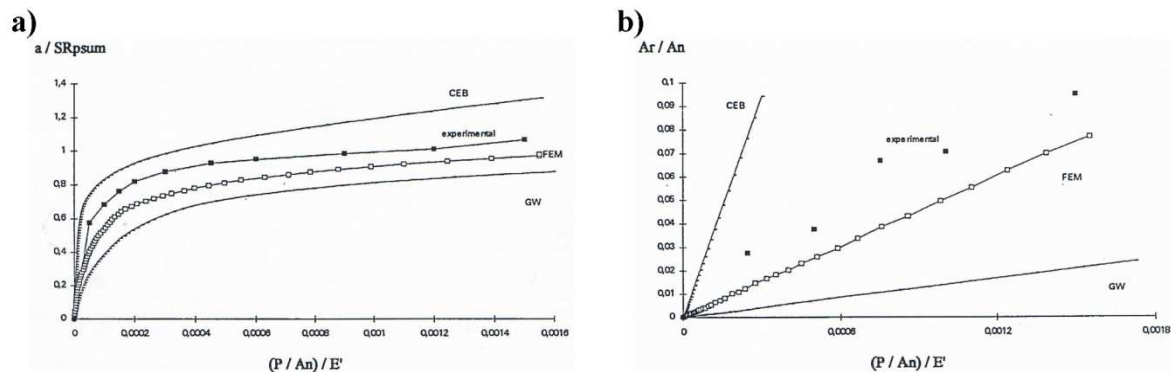 a)
a / SRpsum
1,4
1,2
1
0,8
0,6
0,4
0,2
0
CEB
experimental
FEM
GW
0,0002
0,0004
0,0006
0,0008
0,001
0,0012
0,0014
0,0016
(P / An) / E'
b)
Ar / An
0,1
0,09
0,08
0,07
0,06
0,05
0,04
0,03
0,02
0,01
0
CEB
experimental
FEM
GW
0
0,0006
0,0012
0,0018
(P / An) / E'